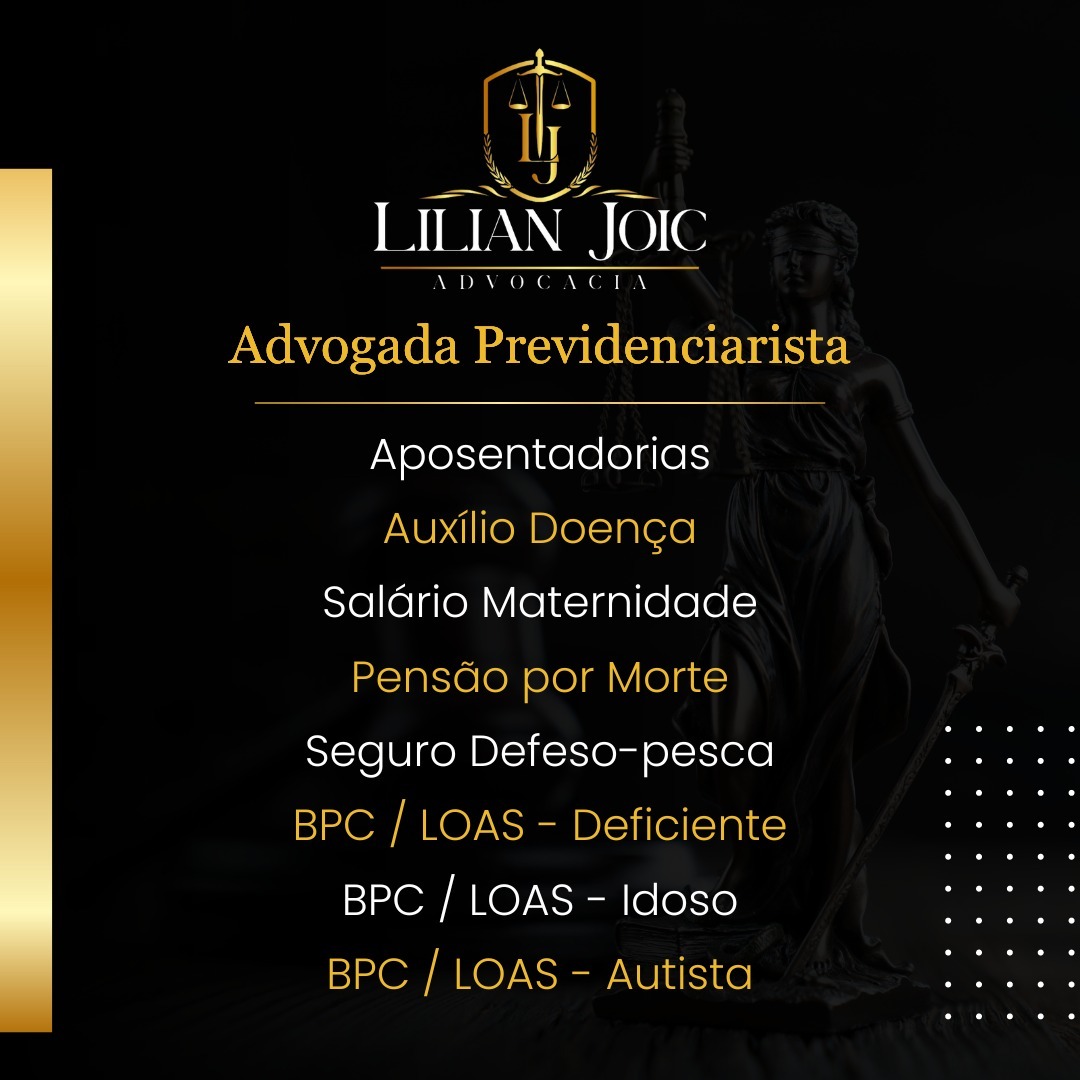 LJ
LILIAN JOIC
ADVOCACIA
Advogada Previdenciarista
Aposentadorias
Auxílio Doença
Salário Maternidade
Pensão por Morte
Seguro Defeso-pesca
BPC / LOAS - Deficiente
BPC / LOAS - Idoso
BPC / LOAS - Autista